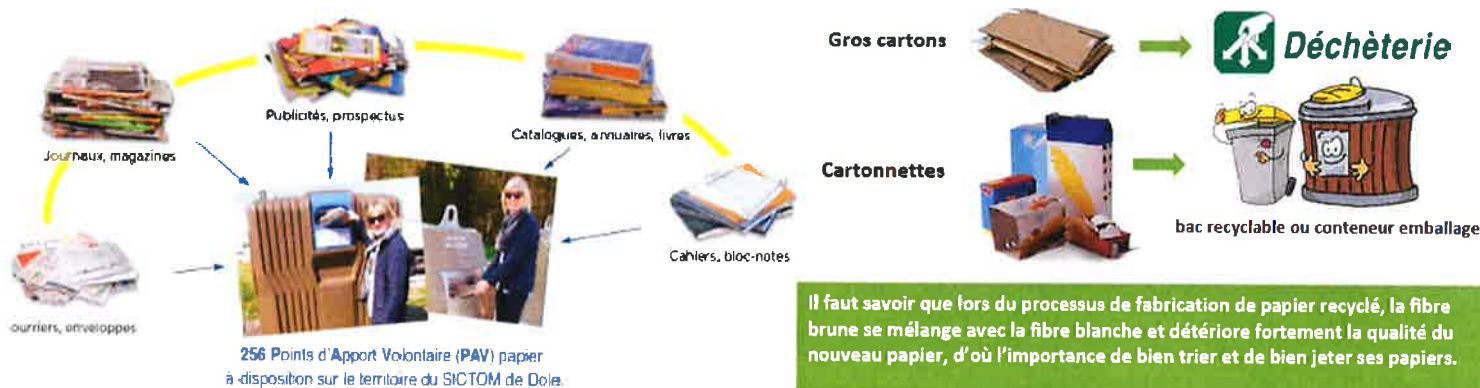 Publicités, prospectus
Journaux, magazines
Catalogues, annuaires, livres
ourriers, enveloppes
Cahiers, bloc-notes
256 Points d'Apport Volontaire (PAV) papier
à disposition sur le territoire du SICTOM de Dole.
Gros cartons
Déchèterie
Cartonnettes
bac recyclable ou conteneur emballage
Il faut savoir que lors du processus de fabrication de papier recyclé, la fibre
brune se mélange avec la fibre blanche et détériore fortement la qualité du
nouveau papier, d'où l'importance de bien trier et de bien jeter ses papiers.